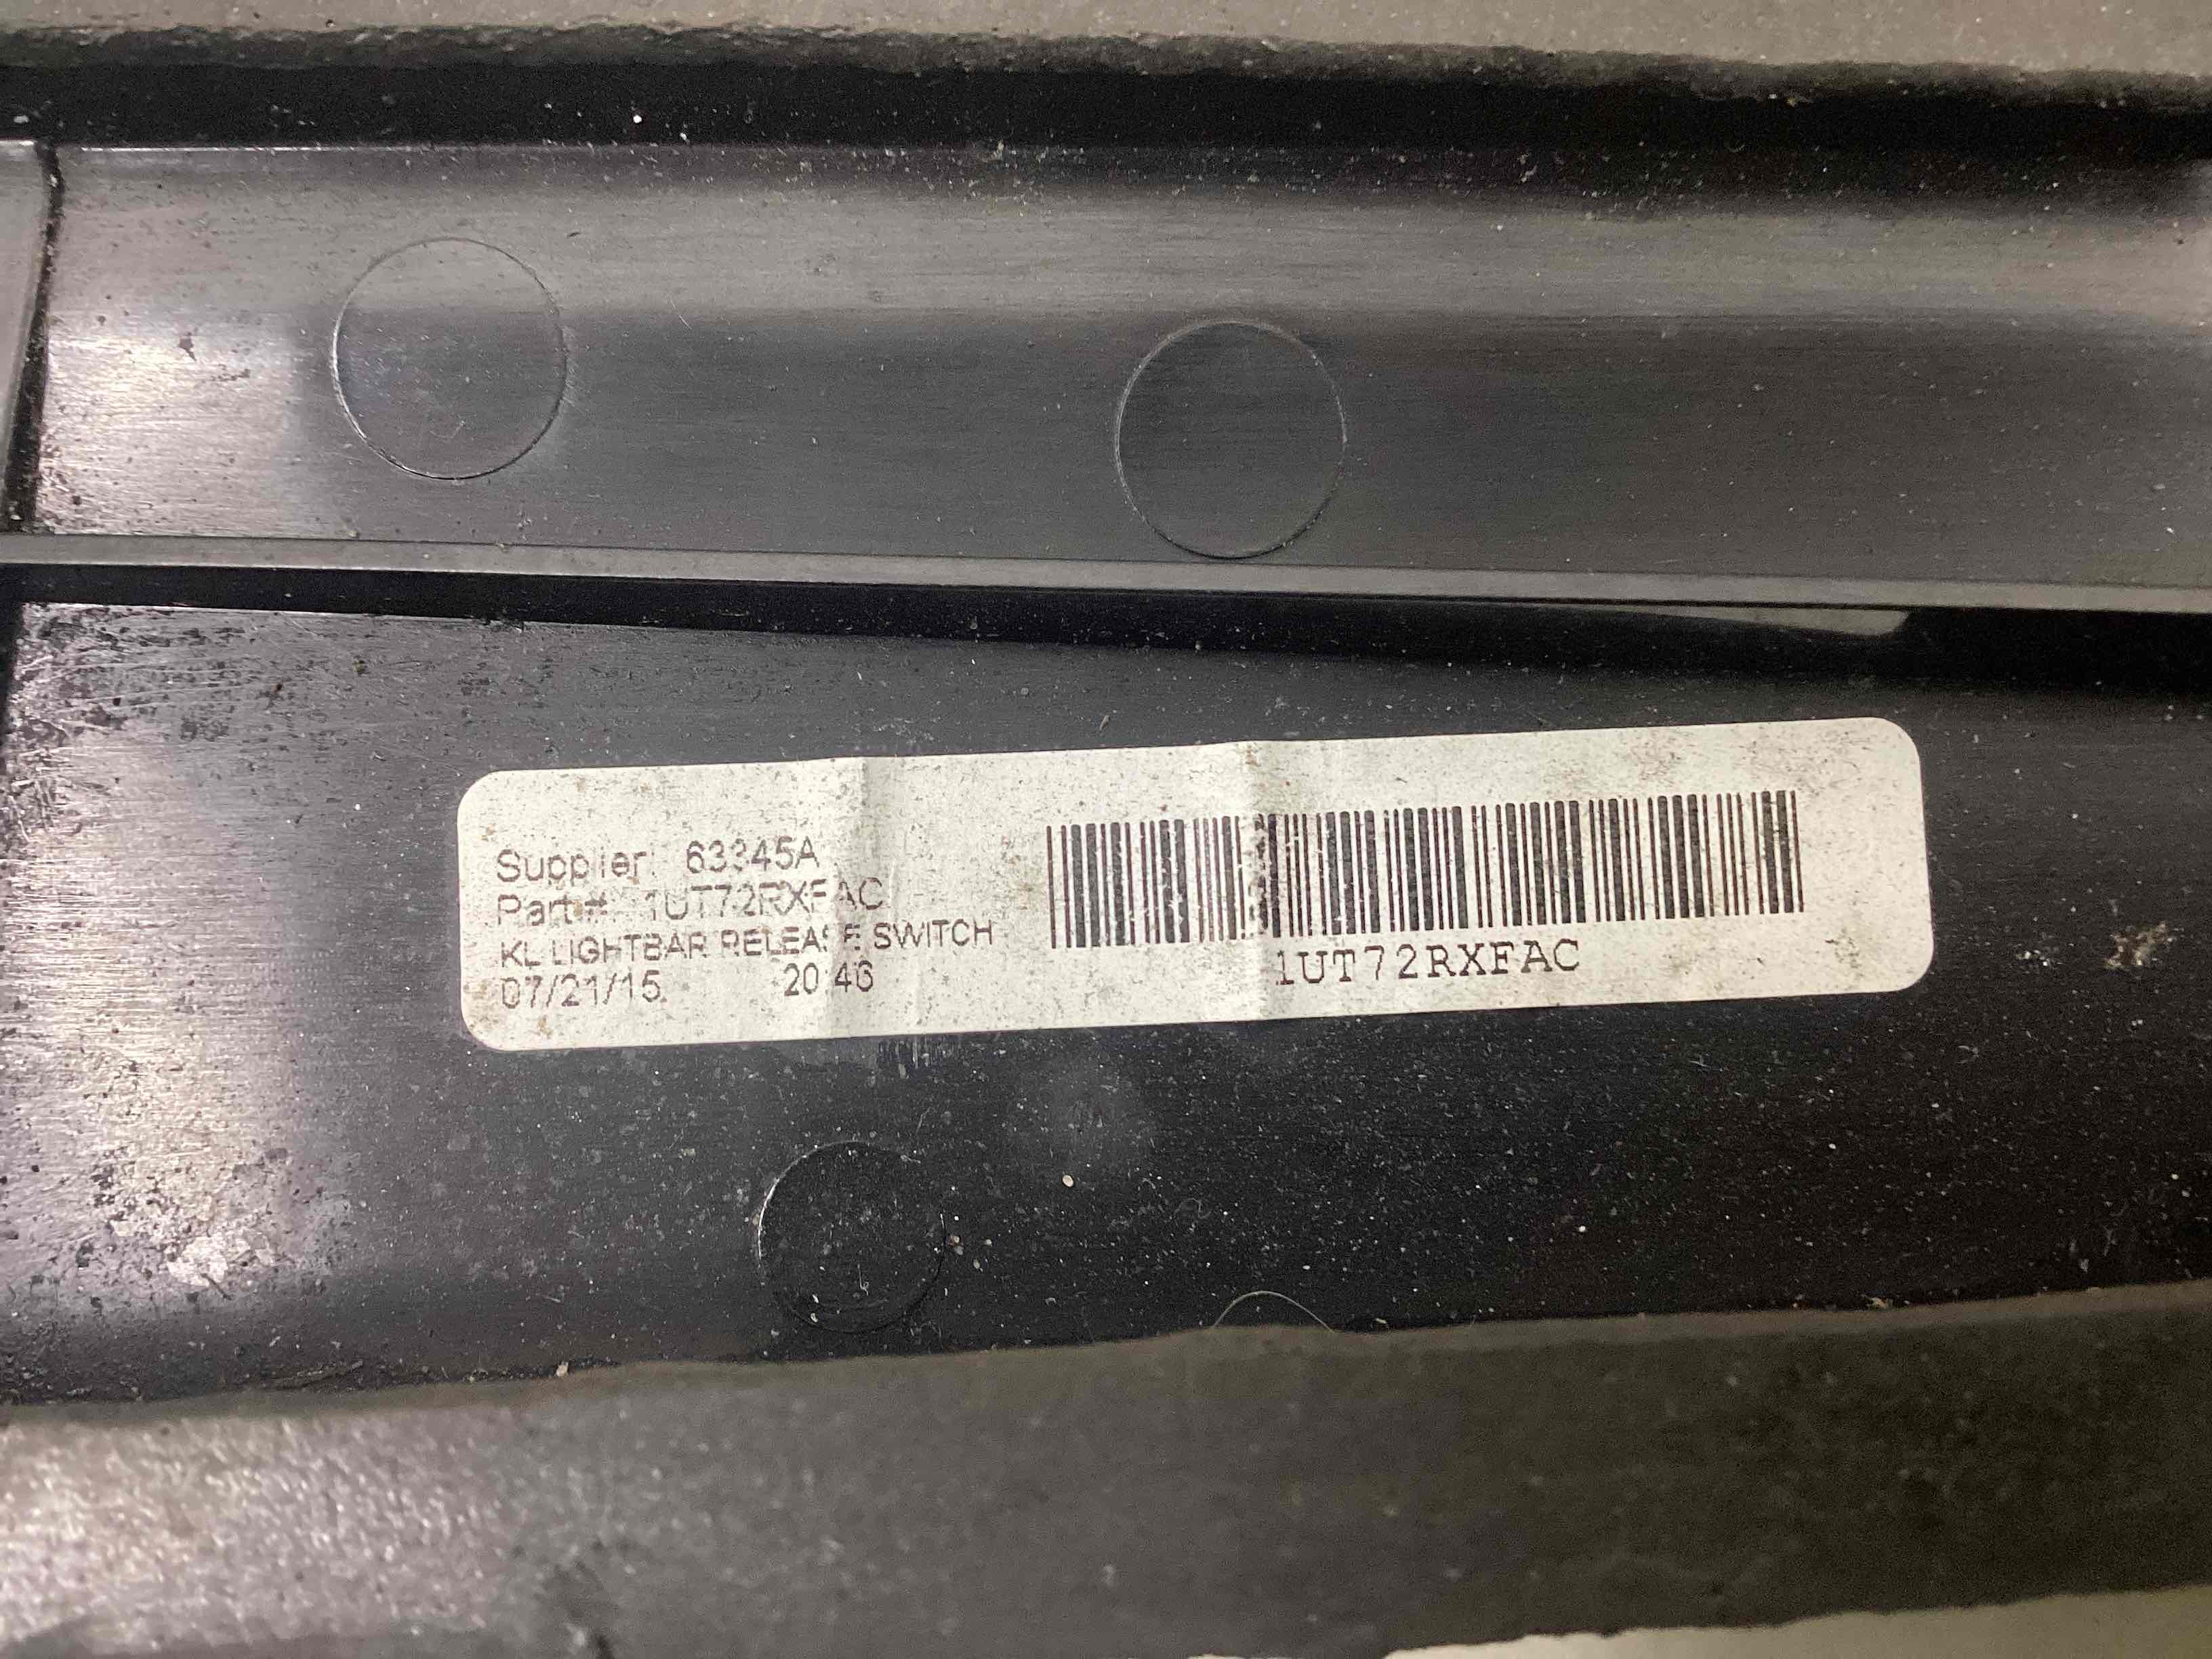 Supplier: 63345A
Part #: 1UT72RXFAC
KL LIGHTBAR RELEASE SWITCH
07/21/15 20:46
1UT72RXFAC